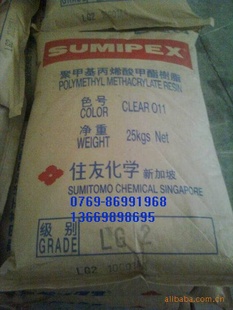 SUMIPEX
聚甲基丙烯酸甲酯樹脂
POLYMETHYL METHACRYLATE RESIN
色号
COLOR CLEAR 011
净重
WEIGHT 25kgs Net
住友化学 新加坡
SUMITOMO CHEMICAL SINGAPORE
0769-86991968
13669898695
级别
GRADE LG 2
LG2
alibaba.com.cn